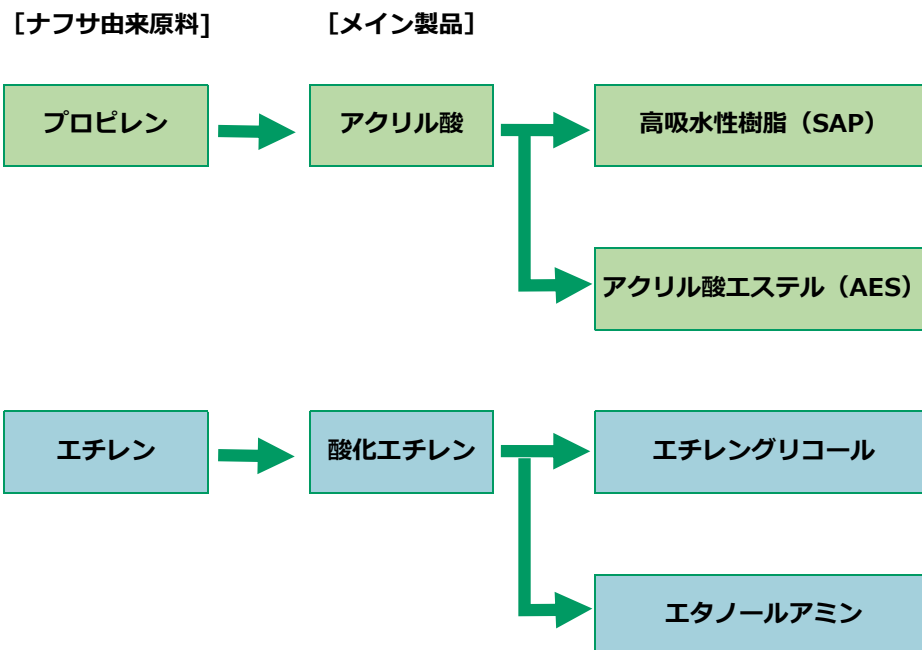 ［ナフサ由来原料]
［メイン製品］
プロピレン
アクリル酸
高吸水性樹脂（SAP）
アクリル酸エステル（AES）
エチレン
酸化エチレン
エチレングリコール
エタノールアミン